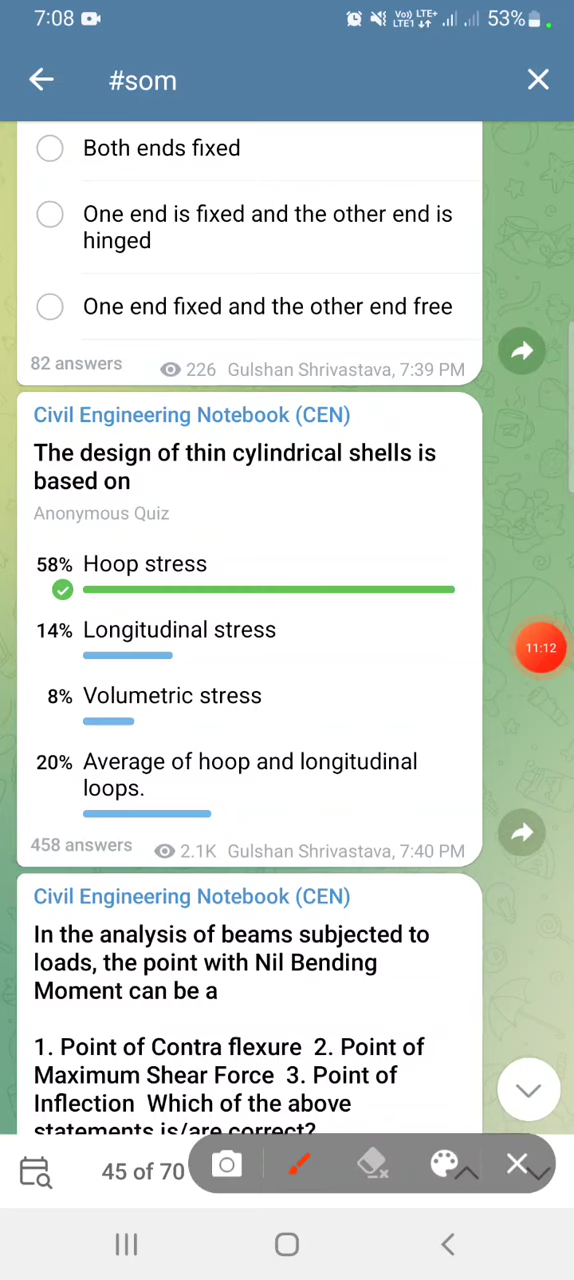 7:08
Vo)) LTE+
LTE1
53%
#som
Both ends fixed
One end is fixed and the other end is
hinged
One end fixed and the other end free
82 answers
226 Gulshan Shrivastava, 7:39 PM
Civil Engineering Notebook (CEN)
The design of thin cylindrical shells is
based on
Anonymous Quiz
58% Hoop stress
14% Longitudinal stress
8% Volumetric stress
20% Average of hoop and longitudinal
loops.
458 answers
2.1K Gulshan Shrivastava, 7:40 PM
11:12
Civil Engineering Notebook (CEN)
In the analysis of beams subjected to
loads, the point with Nil Bending
Moment can be a
1. Point of Contra flexure 2. Point of
Maximum Shear Force 3. Point of
Inflection Which of the above
statements is/are correct?
45 of 70